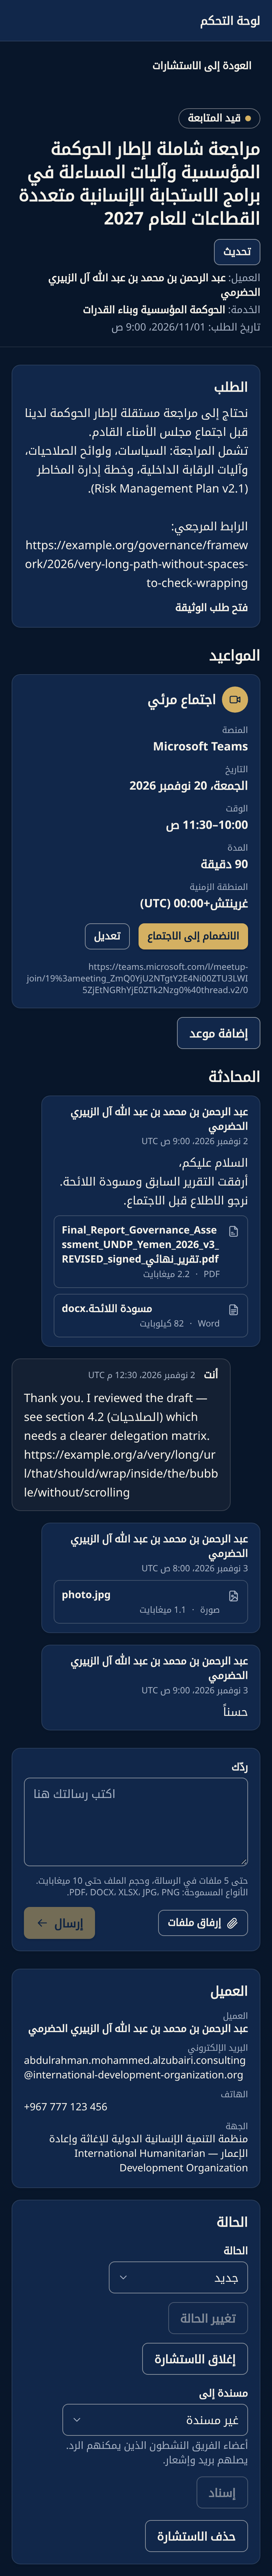 لوحة التحكم
العودة إلى الاستشارات
قيد المتابعة
مراجعة شاملة لإطار الحوكمة
المؤسسية وآليات المساءلة في
برامج الاستجابة الإنسانية متعددة
القطاعات للعام 2027
تحديث
العميل: عبد الرحمن بن محمد بن عبد الله آل الزبيري
الحضرمي
الخدمة: الحوكمة المؤسسية وبناء القدرات
تاريخ الطلب: 2026/11/01، 9:00 ص
الطلب
نحتاج إلى مراجعة مستقلة لإطار الحوكمة لدينا
قبل اجتماع مجلس الأمناء القادم.
تشمل المراجعة: السياسات، ولوائح الصلاحيات،
وآليات الرقابة الداخلية، وخطة إدارة المخاطر
(Risk Management Plan v2.1).
الرابط المرجعي:
https://example.org/governance/framew
ork/2026/very-long-path-without-spaces-
to-check-wrapping
فتح طلب الوثيقة
المواعيد
اجتماع مرئي
المنصة
Microsoft Teams
التاريخ
الجمعة، 20 نوفمبر 2026
الوقت
10:00–11:30 ص
المدة
90 دقيقة
المنطقة الزمنية
غرينتش+00:00 (UTC)
الانضمام إلى الاجتماع
تعديل
https://teams.microsoft.com/l/meetup-
join/19%3ameeting_ZmQ0YjU2NTgtY2E4Ni00ZTU3LWI
5ZjEtNGRhYjE0ZTk2Nzg0%40thread.v2/0
إضافة موعد
المحادثة
عبد الرحمن بن محمد بن عبد الله آل الزبيري
الحضرمي
2 نوفمبر 2026، 9:00 ص UTC
السلام عليكم،
أرفقت التقرير السابق ومسودة اللائحة.
نرجو الاطلاع قبل الاجتماع.
Final_Report_Governance_Asse
ssment_UNDP_Yemen_2026_v3_
REVISED_signed_تقرير_نهائي.pdf
PDF · 2.2 ميغابايت
مسودة اللائحة.docx
Word · 82 كيلوبايت
أنت
2 نوفمبر 2026، 12:30 م UTC
Thank you. I reviewed the draft —
see section 4.2 (الصلاحيات) which
needs a clearer delegation matrix.
https://example.org/a/very/long/ur
l/that/should/wrap/inside/the/bubb
le/without/scrolling
عبد الرحمن بن محمد بن عبد الله آل الزبيري
الحضرمي
3 نوفمبر 2026، 8:00 ص UTC
photo.jpg
صورة · 1.1 ميغابايت
عبد الرحمن بن محمد بن عبد الله آل الزبيري
الحضرمي
3 نوفمبر 2026، 9:00 ص UTC
حسناً
ردّك
اكتب رسالتك هنا
حتى 5 ملفات في الرسالة، وحجم الملف حتى 10 ميغابايت.
الأنواع المسموحة: PDF، DOCX، XLSX، JPG، PNG.
إرفاق ملفات
إرسال
العميل
العميل
عبد الرحمن بن محمد بن عبد الله آل الزبيري الحضرمي
البريد الإلكتروني
abdulrahman.mohammed.alzubairi.consulting
@international-development-organization.org
الهاتف
+967 777 123 456
الجهة
منظمة التنمية الإنسانية الدولية للإغاثة وإعادة
الإعمار — International Humanitarian
Development Organization
الحالة
الحالة
جديد
تغيير الحالة
إغلاق الاستشارة
مسندة إلى
غير مسندة
أعضاء الفريق النشطون الذين يمكنهم الرد.
يصلهم بريد وإشعار.
إسناد
حذف الاستشارة